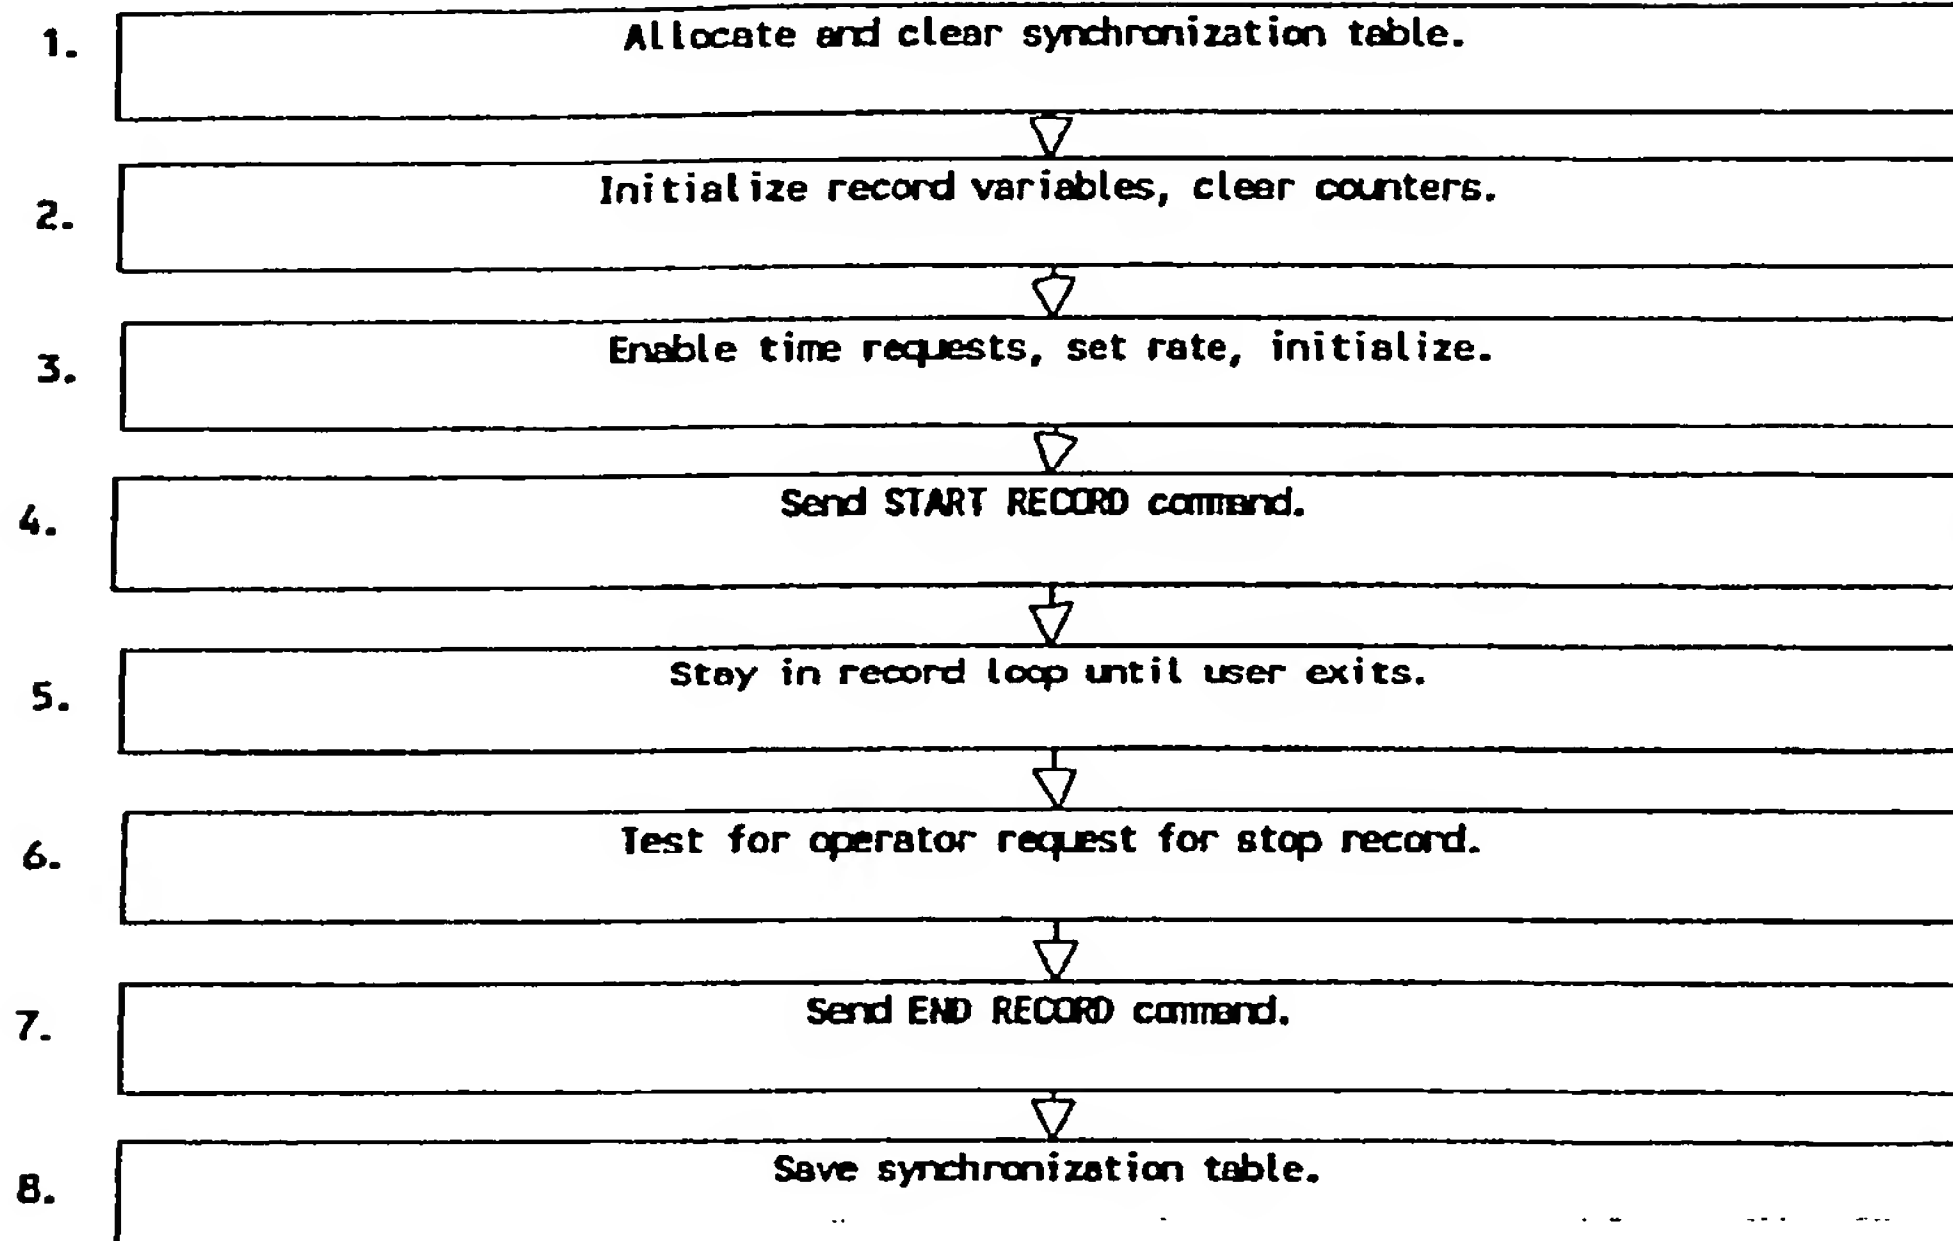 1. Allocate and clear synchronization table.
2. Initialize record variables, clear counters.
3. Enable time requests, set rate, initialize.
4. Send START RECORD command.
5. Stay in record loop until user exits.
6. Test for operator request for stop record.
7. Send END RECORD command.
8. Save synchronization table.